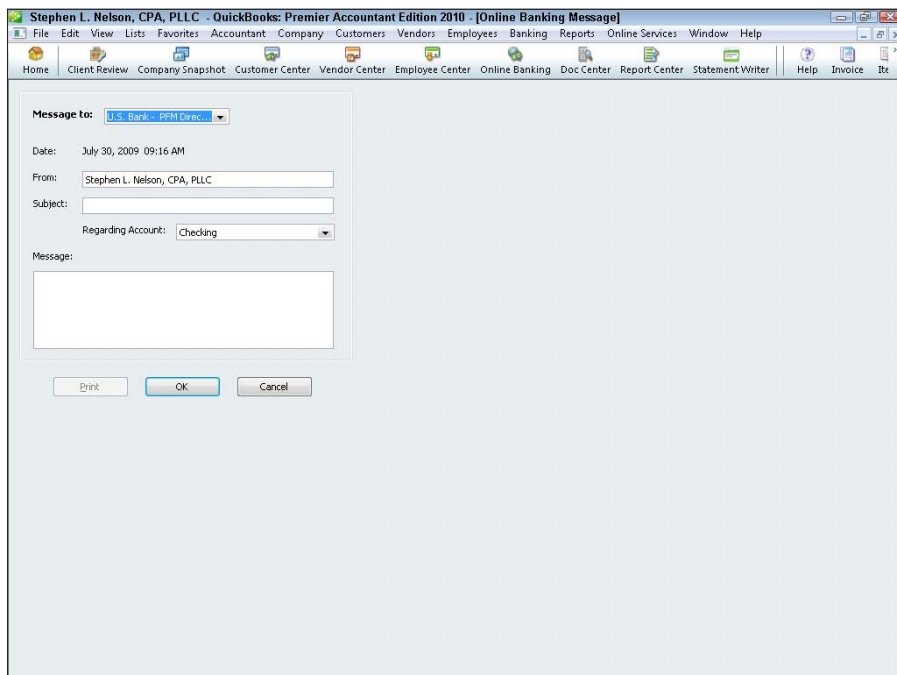 Stephen L. Nelson, CPA, PLLC - QuickBooks: Premier Accountant Edition 2010 - [Online Banking Message]
File Edit View Lists Favorites Accountant Company Customers Vendors Employees Banking Reports Online Services Window Help
Home Client Review Company Snapshot Customer Center Vendor Center Employee Center Online Banking Doc Center Report Center Statement Writer Help Invoice Ite
Message to: U.S. Bank - PFM Direc...
Date: July 30, 2009 09:16 AM
From: Stephen L. Nelson, CPA, PLLC
Subject:
Regarding Account: Checking
Message:
Print OK Cancel